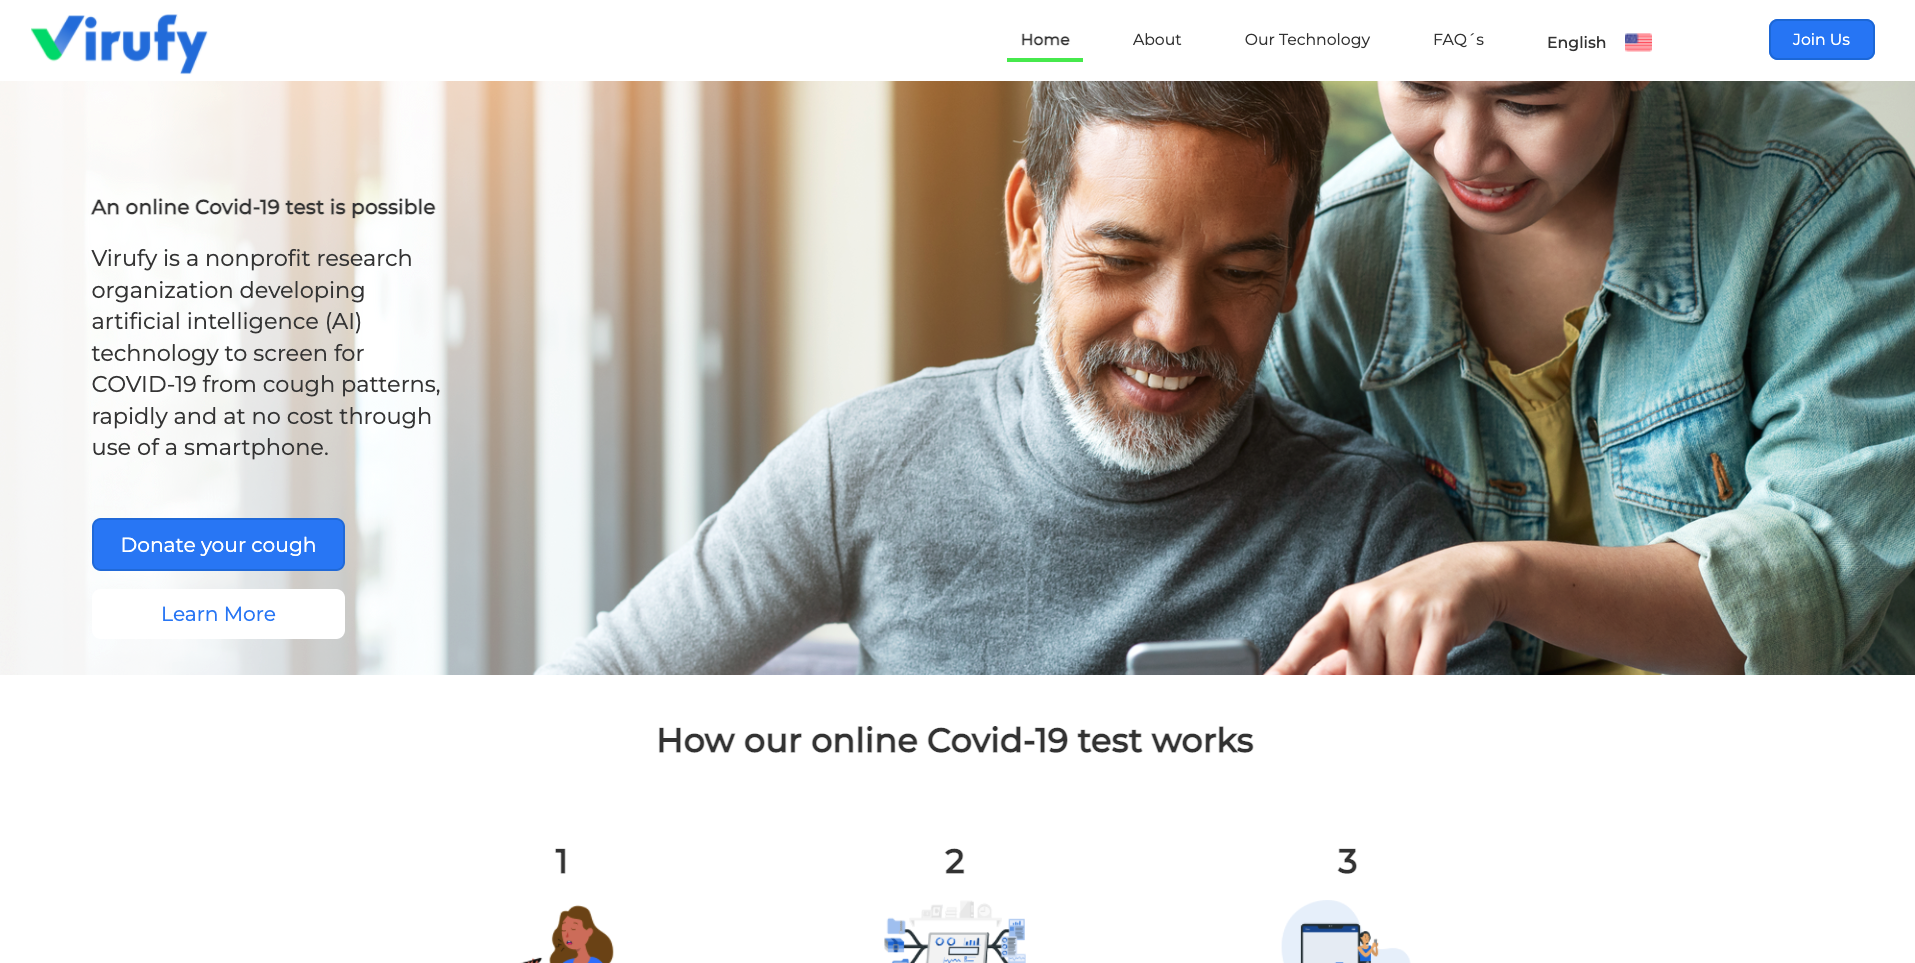 Virufy
Home
About
Our Technology
FAQ´s
English
Join Us
An online Covid-19 test is possible
Virufy is a nonprofit research
organization developing
artificial intelligence (AI)
technology to screen for
COVID-19 from cough patterns,
rapidly and at no cost through
use of a smartphone.
Donate your cough
Learn More
How our online Covid-19 test works
1
2
3